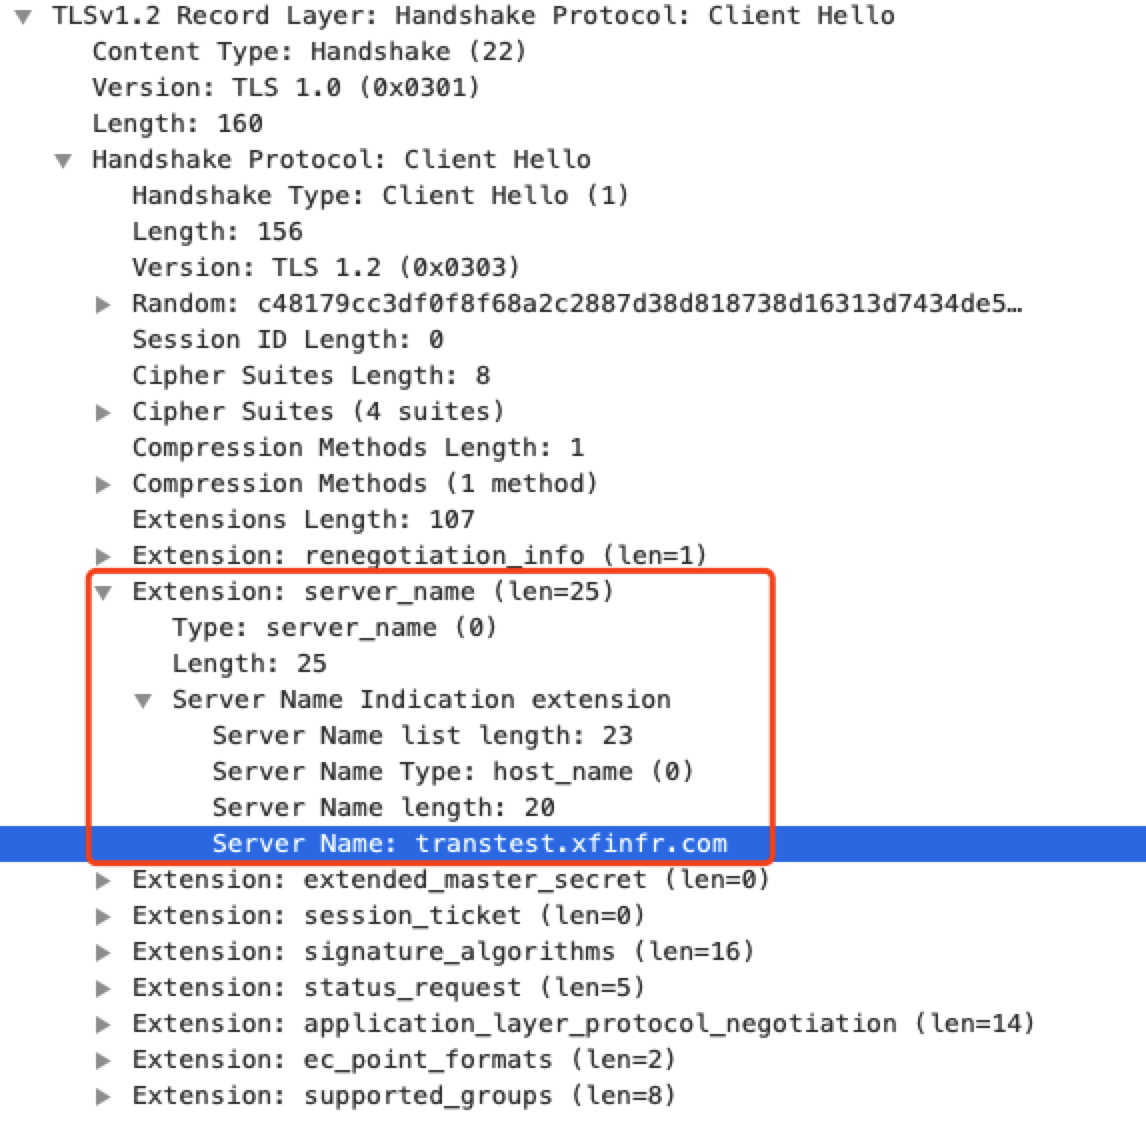 TLSv1.2 Record Layer: Handshake Protocol: Client Hello
Content Type: Handshake (22)
Version: TLS 1.0 (0x0301)
Length: 160
Handshake Protocol: Client Hello
Handshake Type: Client Hello (1)
Length: 156
Version: TLS 1.2 (0x0303)
Random: c48179cc3df0f8f68a2c2887d38d818738d16313d7434de5…
Session ID Length: 0
Cipher Suites Length: 8
Cipher Suites (4 suites)
Compression Methods Length: 1
Compression Methods (1 method)
Extensions Length: 107
Extension: renegotiation_info (len=1)
Extension: server_name (len=25)
Type: server_name (0)
Length: 25
Server Name Indication extension
Server Name list length: 23
Server Name Type: host_name (0)
Server Name length: 20
Server Name: transtest.xfinfr.com
Extension: extended_master_secret (len=0)
Extension: session_ticket (len=0)
Extension: signature_algorithms (len=16)
Extension: status_request (len=5)
Extension: application_layer_protocol_negotiation (len=14)
Extension: ec_point_formats (len=2)
Extension: supported_groups (len=8)